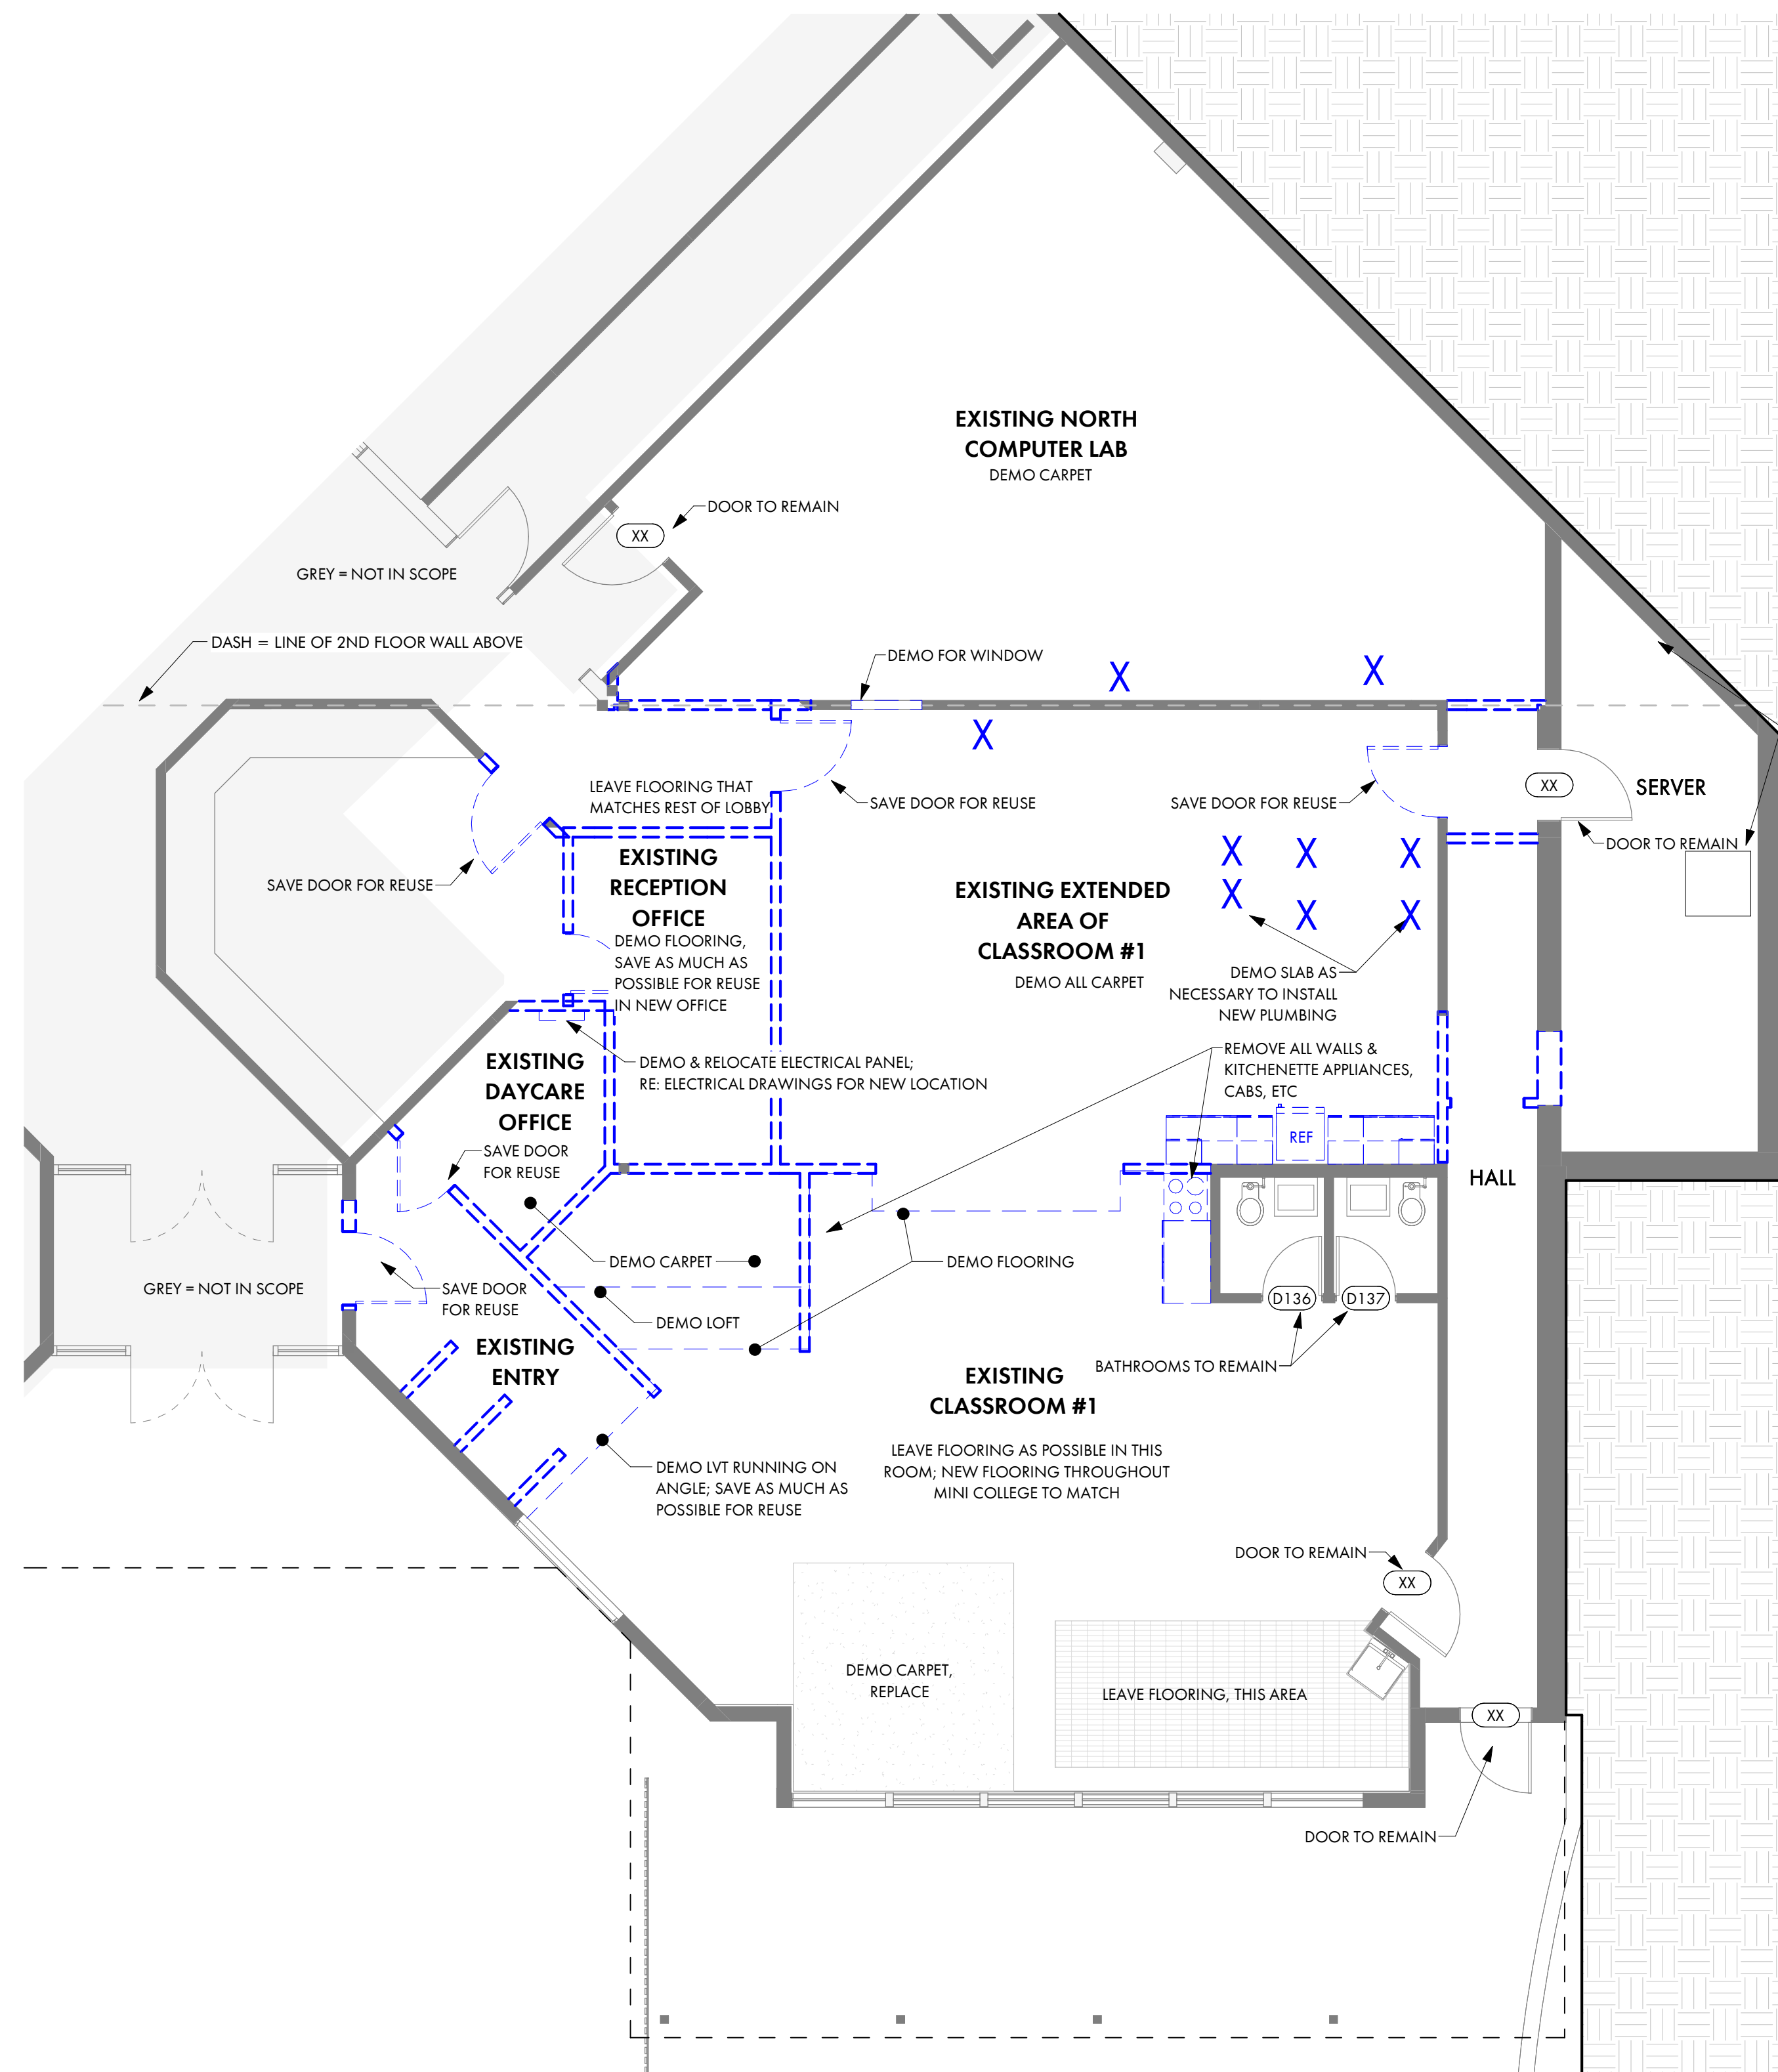 EXISTING NORTH
COMPUTER LAB
DEMO CARPET
DOOR TO REMAIN
XX
GREY = NOT IN SCOPE
DASH = LINE OF 2ND FLOOR WALL ABOVE
DEMO FOR WINDOW
X
X
X
LEAVE FLOORING THAT
MATCHES REST OF LOBBY
SAVE DOOR FOR REUSE
SAVE DOOR FOR REUSE
XX
SERVER
DOOR TO REMAIN
SAVE DOOR FOR REUSE
EXISTING
RECEPTION
OFFICE
DEMO FLOORING,
SAVE AS MUCH AS
POSSIBLE FOR REUSE
IN NEW OFFICE
EXISTING EXTENDED
AREA OF
CLASSROOM #1
DEMO ALL CARPET
X
X
X
X
X
X
DEMO SLAB AS
NECESSARY TO INSTALL
NEW PLUMBING
EXISTING
DAYCARE
OFFICE
DEMO & RELOCATE ELECTRICAL PANEL;
RE: ELECTRICAL DRAWINGS FOR NEW LOCATION
REMOVE ALL WALLS &
KITCHENETTE APPLIANCES,
CABS, ETC
REF
SAVE DOOR
FOR REUSE
HALL
DEMO CARPET
DEMO FLOORING
GREY = NOT IN SCOPE
SAVE DOOR
FOR REUSE
D136
D137
DEMO LOFT
EXISTING
ENTRY
BATHROOMS TO REMAIN
EXISTING
CLASSROOM #1
LEAVE FLOORING AS POSSIBLE IN THIS
ROOM; NEW FLOORING THROUGHOUT
MINI COLLEGE TO MATCH
DEMO LVT RUNNING ON
ANGLE; SAVE AS MUCH AS
POSSIBLE FOR REUSE
DOOR TO REMAIN
XX
DEMO CARPET,
REPLACE
LEAVE FLOORING, THIS AREA
XX
DOOR TO REMAIN